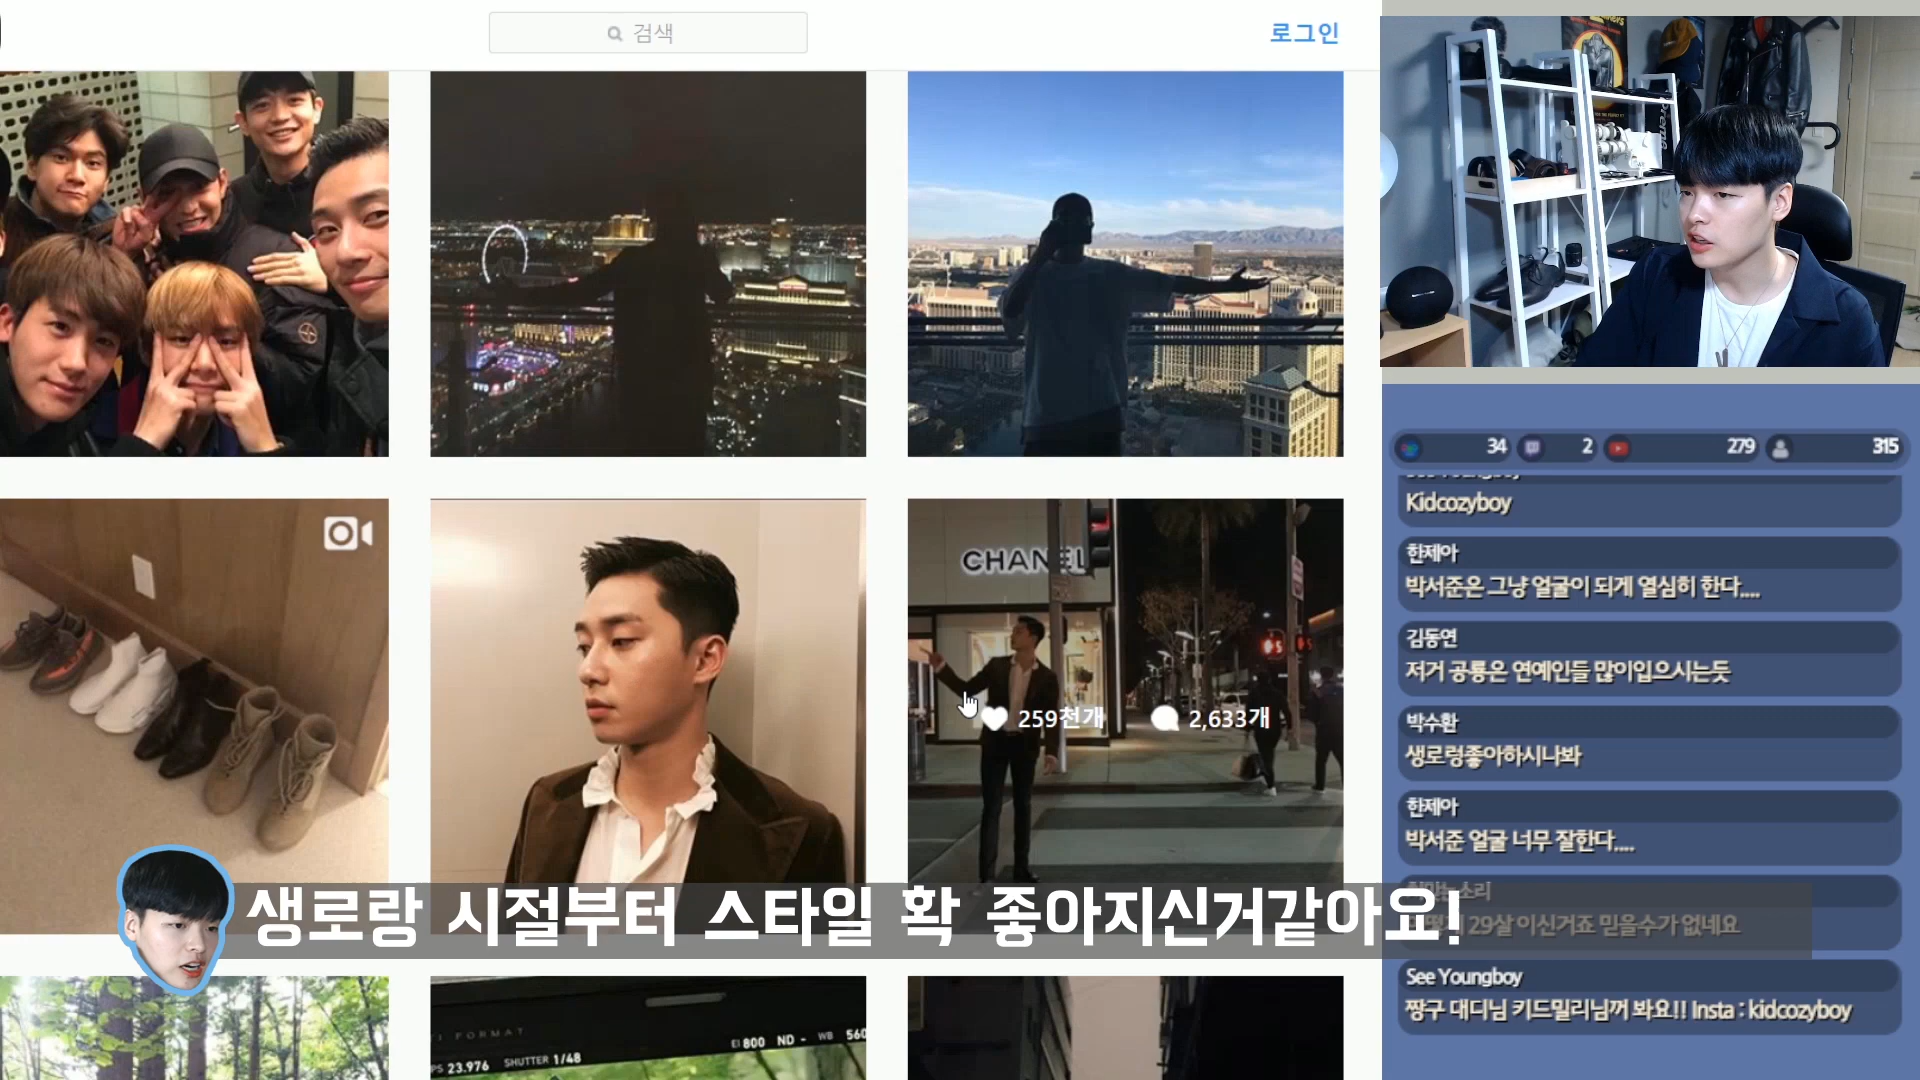 검색
로그인
CHANEL
259천개
2,633개
생로랑 시절부터 스타일 확 좋아지신거같아요!
FORMAT
23.976 SHUTTER 1/48
EI 800 ND - WB 560
34
2
279
315
Kidcozyboy
한제아
박서준은 그냥 얼굴이 되게 열심히 한다....
김동연
저거 공룡은 연예인들 많이입으시는듯
박수환
생로렁좋아하시나봐
한제아
박서준 얼굴 너무 잘한다....
29살 이신거죠 믿을수가 없네요
See Youngboy
짱구 대디님 키드밀리님꺼 봐요!! Insta : kidcozyboy